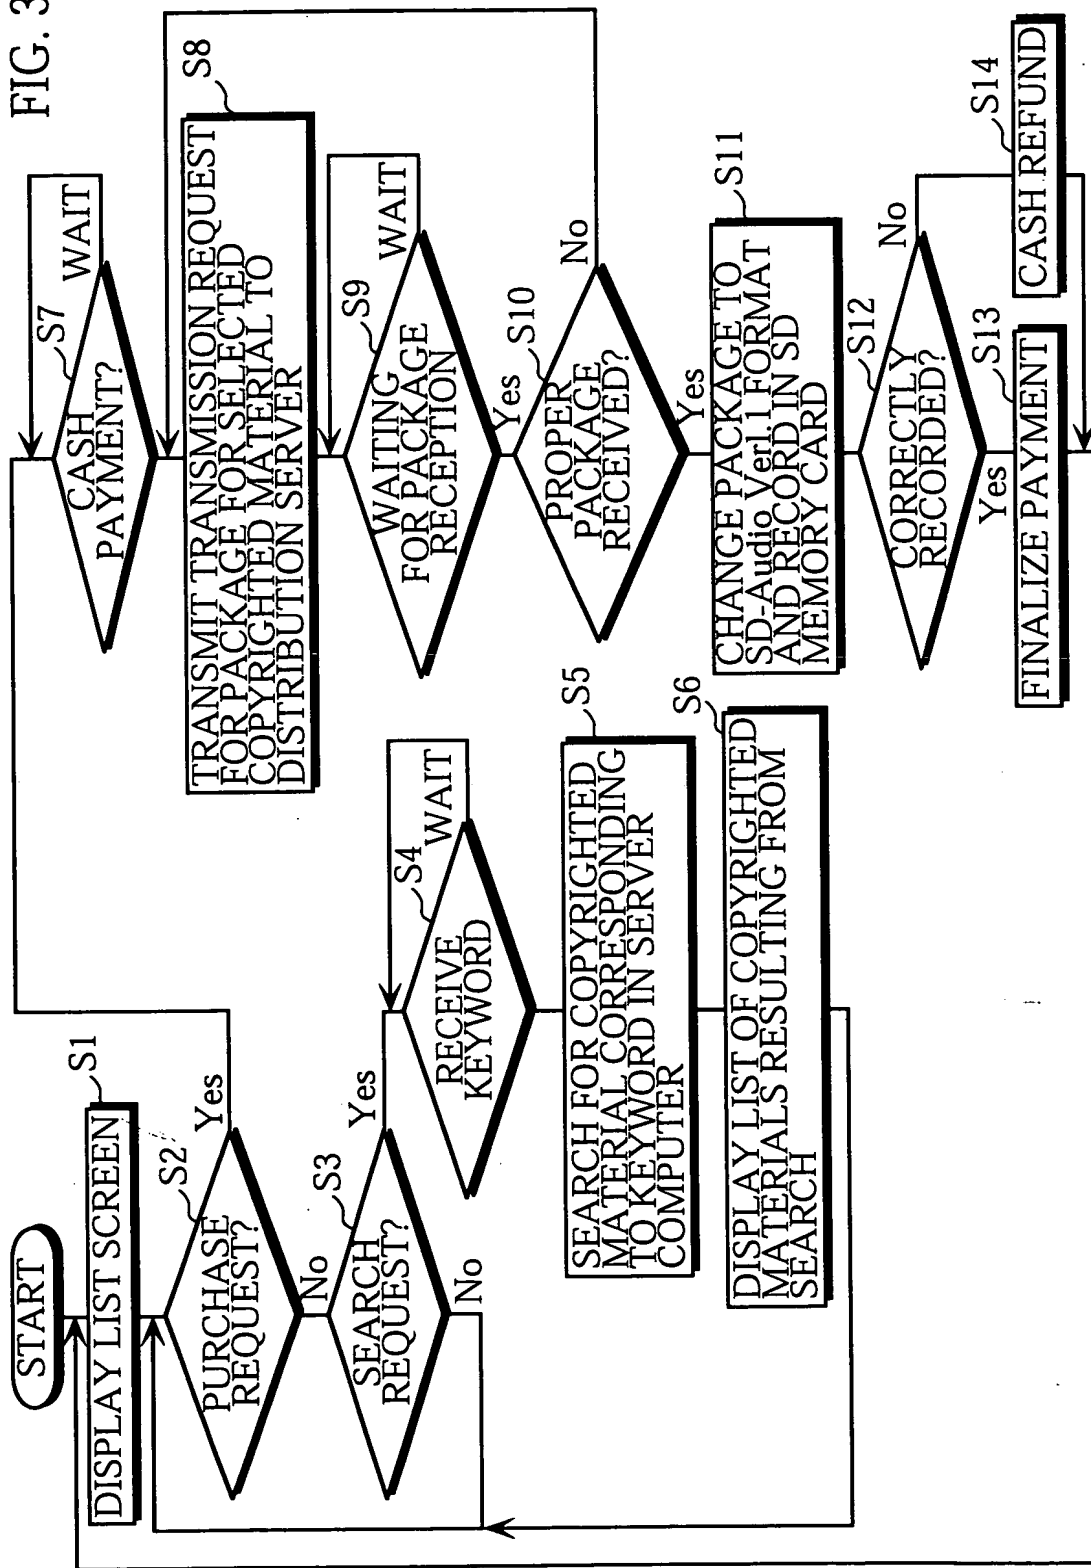 FIG. 3
START
DISPLAY LIST SCREEN
S1
PURCHASE
REQUEST?
S2
Yes
No
SEARCH
REQUEST?
S3
Yes
No
RECEIVE
KEYWORD
S4
WAIT
SEARCH FOR COPYRIGHTED
MATERIAL CORRESPONDING
TO KEYWORD IN SERVER
COMPUTER
S5
DISPLAY LIST OF COPYRIGHTED
MATERIALS RESULTING FROM
SEARCH
S6
CASH
PAYMENT?
S7
WAIT
TRANSMIT TRANSMISSION REQUEST
FOR PACKAGE FOR SELECTED
COPYRIGHTED MATERIAL TO
DISTRIBUTION SERVER
S8
WAITING
FOR PACKAGE
RECEPTION
S9
WAIT
Yes
PROPER
PACKAGE
RECEIVED?
S10
No
Yes
CHANGE PACKAGE TO
SD-Audio Ver1.1 FORMAT
AND RECORD IN SD
MEMORY CARD
S11
CORRECTLY
RECORDED?
S12
No
Yes
FINALIZE PAYMENT
S13
CASH REFUND
S14